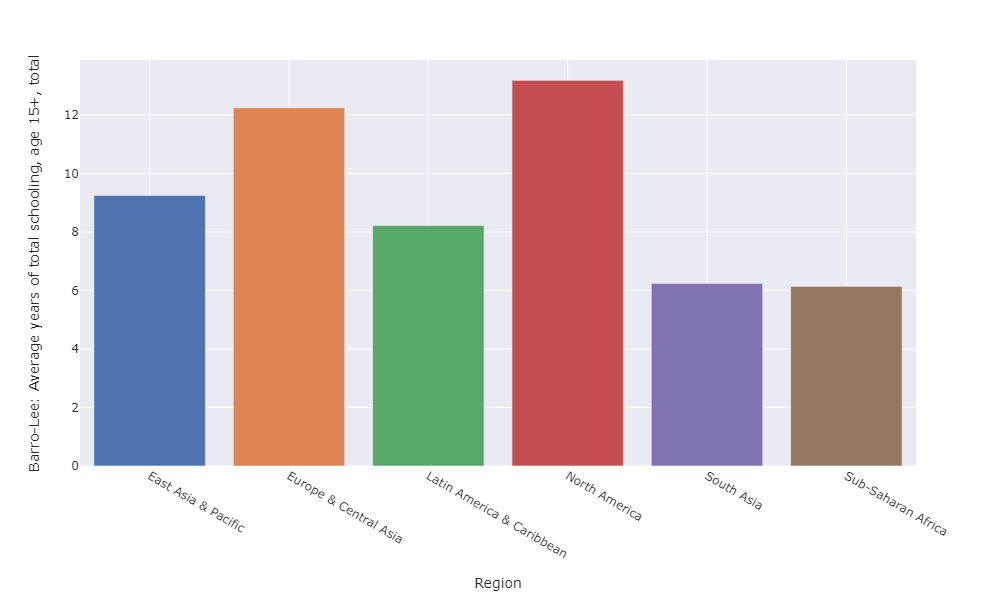 Barro-Lee: Average years of total schooling, age 15+, total
12
10
8
6
4
2
0
East Asia & Pacific
Europe & Central Asia
Latin America & Caribbean
North America
South Asia
Sub-Saharan Africa
Region